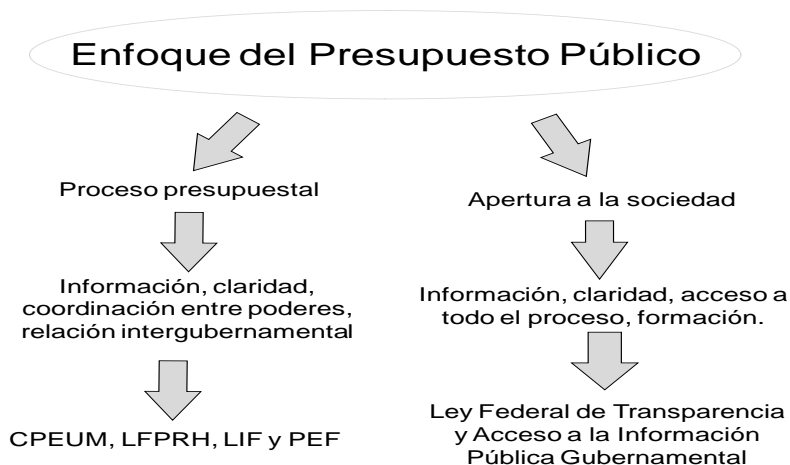 Enfoque del Presupuesto Público
Proceso presupuestal
Información, claridad,
coordinación entre poderes,
relación intergubernamental
CPEUM, LFPRH, LIF y PEF
Apertura a la sociedad
Información, claridad, acceso a
todo el proceso, formación.
Ley Federal de Transparencia
y Acceso a la Información
Pública Gubernamental